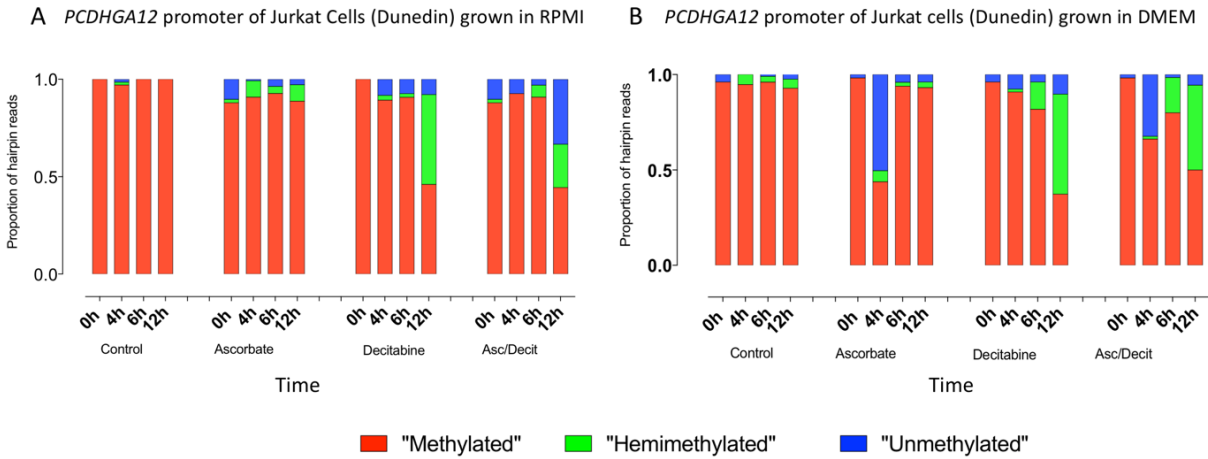 A PCDHGA12 promoter of Jurkat Cells (Dunedin) grown in RPMI
Proportion of hairpin reads
1.0
0.5
0.0
0h 4h 6h 12h 0h 4h 6h 12h 0h 4h 6h 12h 0h 4h 6h 12h
Control Ascorbate Decitabine Asc/Decit
Time
B PCDHGA12 promoter of Jurkat cells (Dunedin) grown in DMEM
Proportion of hairpin reads
1.0
0.5
0.0
0h 4h 6h 12h 0h 4h 6h 12h 0h 4h 6h 12h 0h 4h 6h 12h
Control Ascorbate Decitabine Asc/Decit
Time
"Methylated" "Hemimethylated" "Unmethylated"